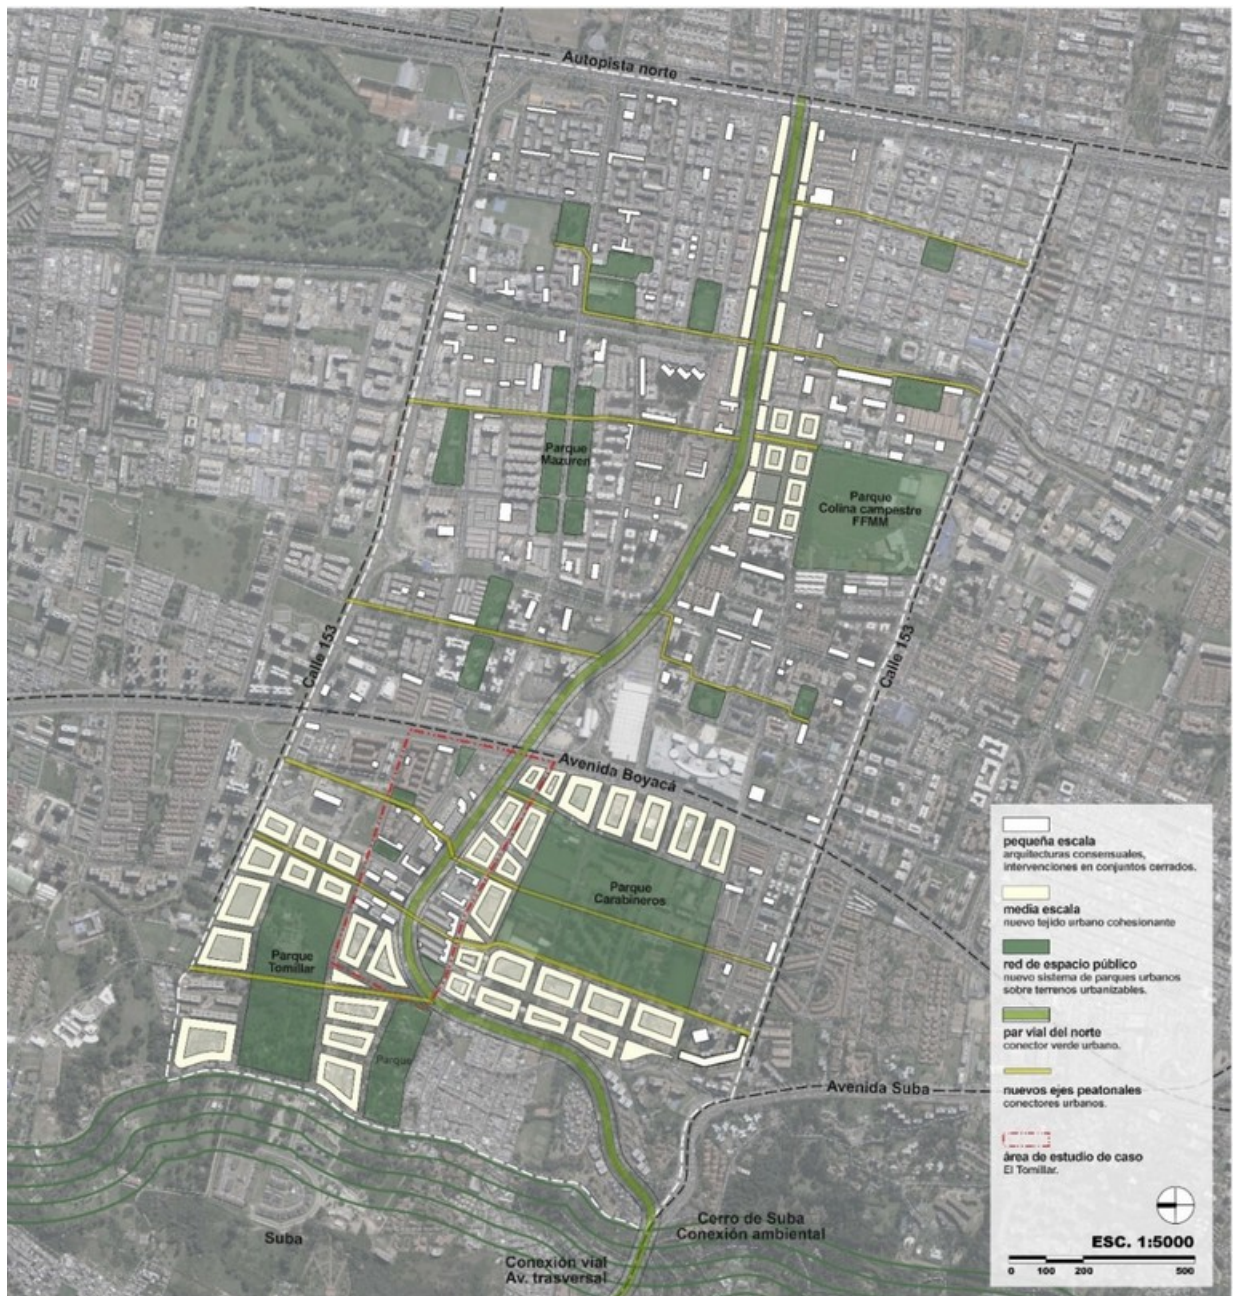 Autopista norte
Parque
Mazuren
Parque
Colina campestre
FFMM
Calle 153
Calle 153
Avenida Boyacá
Parque
Carabineros
Parque
Tomillar
Parque
Avenida Suba
Cerro de Suba
Conexión ambiental
Suba
Conexión vial
Av. trasversal
pequeña escala
arquitecturas consensuales,
intervenciones en conjuntos cerrados.
media escala
nuevo tejido urbano cohesionante
red de espacio público
nuevo sistema de parques urbanos
sobre terrenos urbanizables.
par vial del norte
conector verde urbano.
nuevos ejes peatonales
conectores urbanos.
área de estudio de caso
El Tomillar.
ESC. 1:5000
0 100 200 500